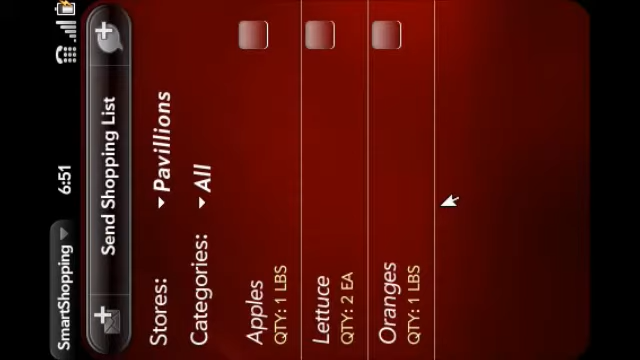 SmartShopping 6:51
Send Shopping List
Stores: Pavillions
Categories: All
Apples
QTY: 1 LBS
Lettuce
QTY: 2 EA
Oranges
QTY: 1 LBS